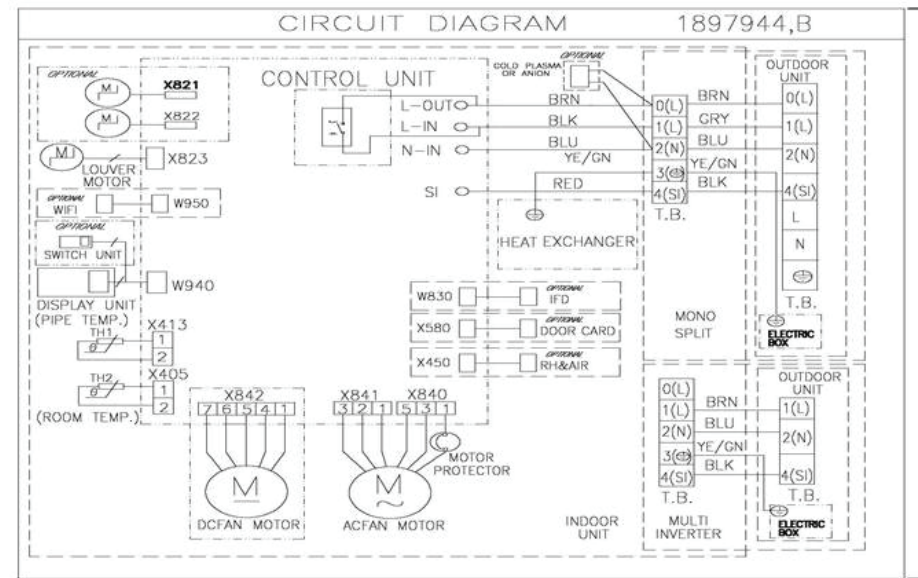 CIRCUIT DIAGRAM 1897944,B
OPTIONAL
M
X821
M
X822
M
X823
LOUVER
MOTOR
OPTIONAL
WIFI
W950
OPTIONAL
SWITCH UNIT
W940
DISPLAY UNIT
(PIPE TEMP.)
TH1
θ
X413
1
2
TH2
θ
X405
1
2
(ROOM TEMP.)
CONTROL UNIT
L-OUT
L-IN
N-IN
SI
BRN
BLK
BLU
YE/GN
RED
OPTIONAL
COLD PLASMA
OR ANION
HEAT EXCHANGER
W830
OPTIONAL
IFD
X580
OPTIONAL
DOOR CARD
X450
OPTIONAL
RH&AIR
X842
7 6 5 4 1
M
DCFAN MOTOR
X841
3 2 1
X840
5 3 1
MOTOR
PROTECTOR
M
~
ACFAN MOTOR
INDOOR
UNIT
0(L)
1(L)
2(N)
3(⏚)
4(SI)
T.B.
BRN
GRY
BLU
YE/GN
BLK
MONO
SPLIT
OUTDOOR
UNIT
0(L)
1(L)
2(N)
4(SI)
L
N
T.B.
ELECTRIC
BOX
0(L)
1(L)
2(N)
3(⏚)
4(SI)
T.B.
BRN
BLU
YE/GN
BLK
MULTI
INVERTER
OUTDOOR
UNIT
1(L)
2(N)
4(SI)
T.B.
ELECTRIC
BOX